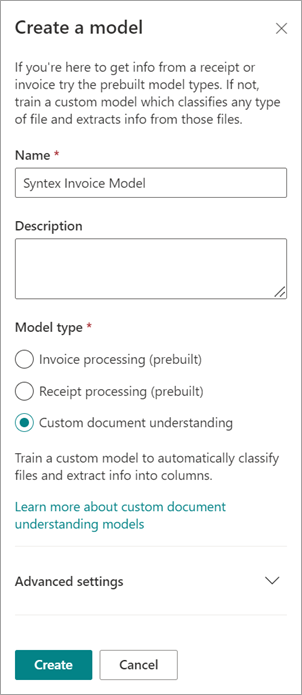 Create a model
If you're here to get info from a receipt or
invoice try the prebuilt model types. If not,
train a custom model which classifies any type
of file and extracts info from those files.
Name *
Syntex Invoice Model
Description
Model type *
Invoice processing (prebuilt)
Receipt processing (prebuilt)
Custom document understanding
Train a custom model to automatically classify
files and extract info into columns.
Learn more about custom document
understanding models
Advanced settings
Create
Cancel